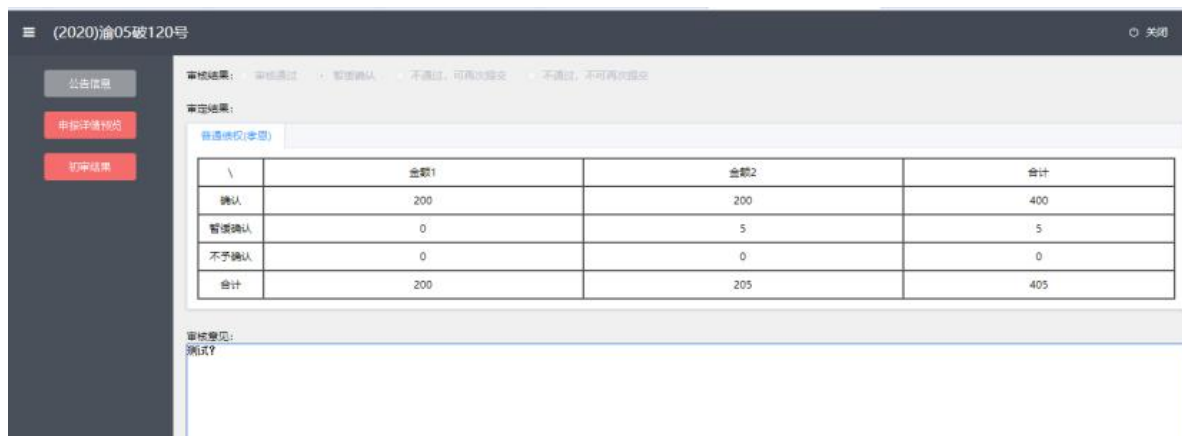 ☰ (2020)渝05破120号
关闭
公告信息
申报详情预览
初审结果
审核结果: 审核通过 暂缓确认 不通过，可再次提交 不通过，不可再次提交
审定结果:
普通债权(李恩)
\ 金额1 金额2 合计
确认 200 200 400
暂缓确认 0 5 5
不予确认 0 0 0
合计 200 205 405
审核意见:
测试?